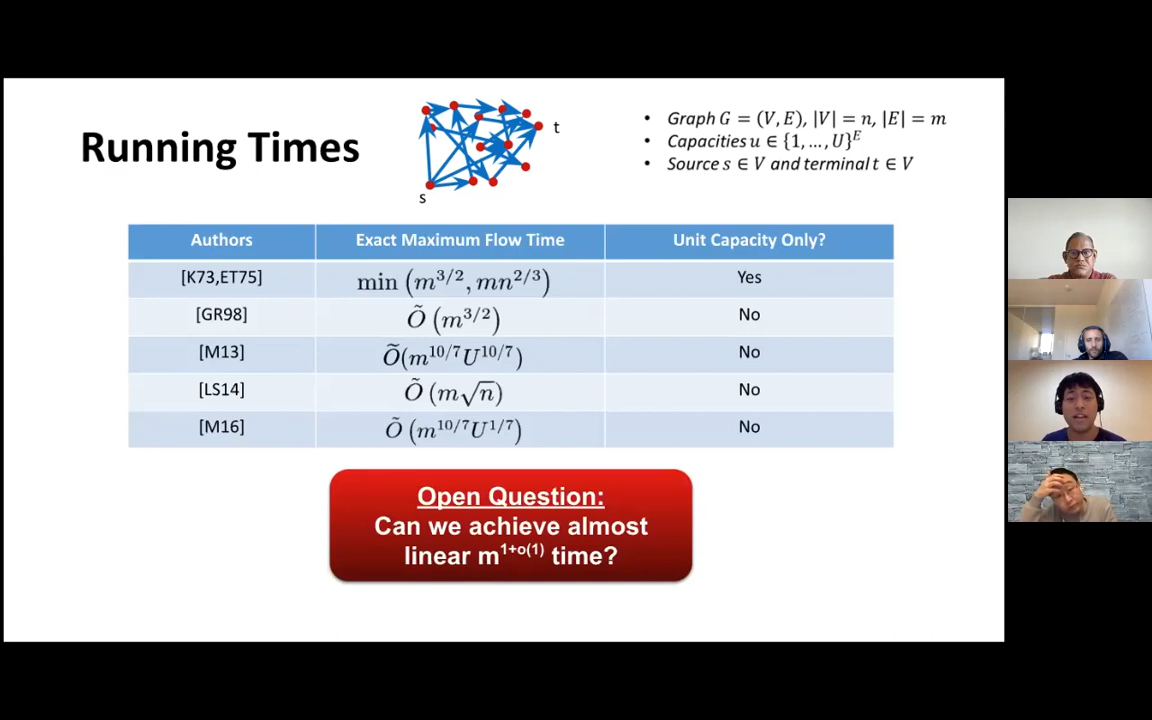 Running Times
s
t
• Graph G = (V, E), |V| = n, |E| = m
• Capacities u ∈ {1, ..., U}^E
• Source s ∈ V and terminal t ∈ V
Authors Exact Maximum Flow Time Unit Capacity Only?
[K73,ET75] min (m^{3/2}, mn^{2/3}) Yes
[GR98] Õ (m^{3/2}) No
[M13] Õ(m^{10/7}U^{10/7}) No
[LS14] Õ (m√n) No
[M16] Õ (m^{10/7}U^{1/7}) No
Open Question:
Can we achieve almost
linear m^{1+o(1)} time?